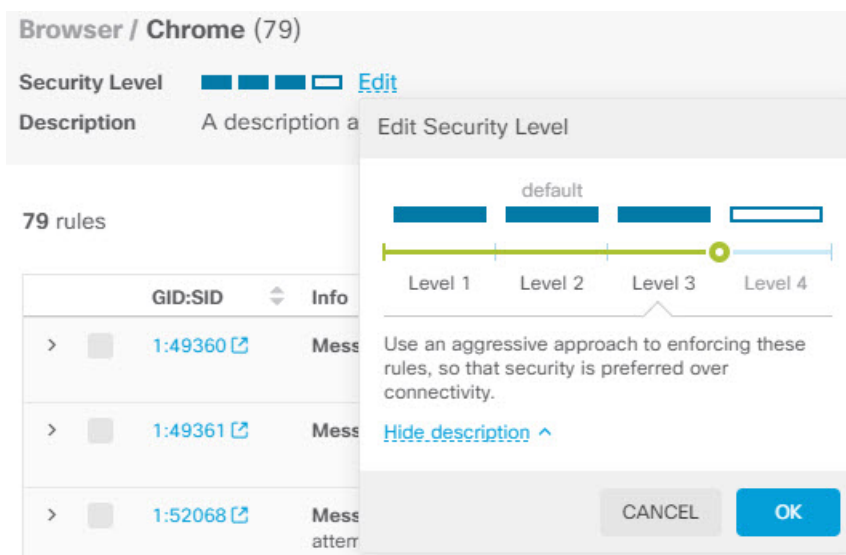 Browser / Chrome (79)
Security Level Edit
Description A description a
Edit Security Level
default
Level 1 Level 2 Level 3 Level 4
Use an aggressive approach to enforcing these
rules, so that security is preferred over
connectivity.
Hide description
CANCEL OK
79 rules
GID:SID Info
1:49360 Mess
1:49361 Mess
1:52068 Mess
attem